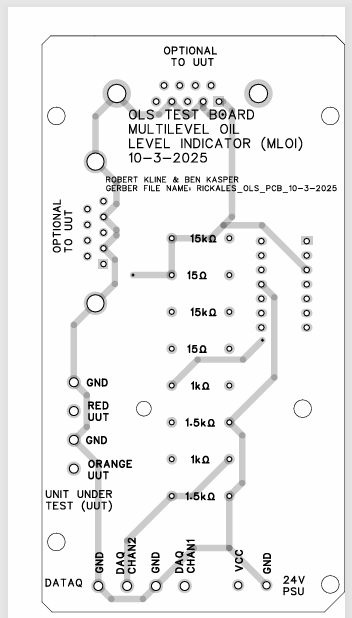 OPTIONAL
TO UUT
OLS TEST BOARD
MULTILEVEL OIL
LEVEL INDICATOR (MLOI)
10-3-2025
ROBERT KLINE & BEN KASPER
GERBER FILE NAME: RICKALES_OLS_PCB_10-3-2025
OPTIONAL
TO UUT
15kΩ
15Ω
15kΩ
15Ω
1kΩ
1.5kΩ
1kΩ
1.5kΩ
GND
RED
UUT
GND
ORANGE
UUT
UNIT UNDER
TEST (UUT)
DATAQ
GND
DAQ
CHAN2
GND
DAQ
CHAN1
VCC
GND
24V
PSU